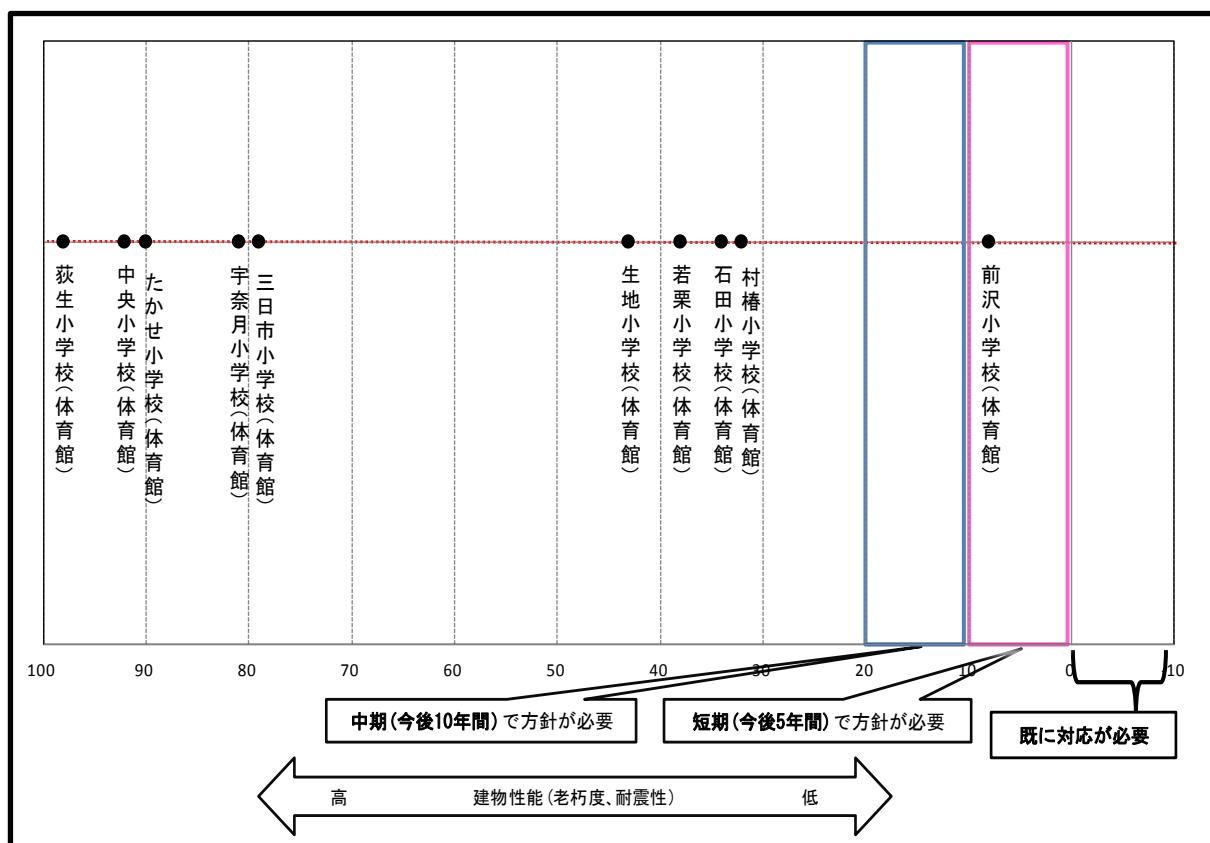 荻生小学校(体育館)
中央小学校(体育館)
たかせ小学校(体育館)
宇奈月小学校(体育館)
三日市小学校(体育館)
生地小学校(体育館)
若栗小学校(体育館)
石田小学校(体育館)
村椿小学校(体育館)
前沢小学校(体育館)
100 90 80 70 60 50 40 30 20 10 0 -10
中期(今後10年間)で方針が必要
短期(今後5年間)で方針が必要
既に対応が必要
高 建物性能(老朽度、耐震性) 低